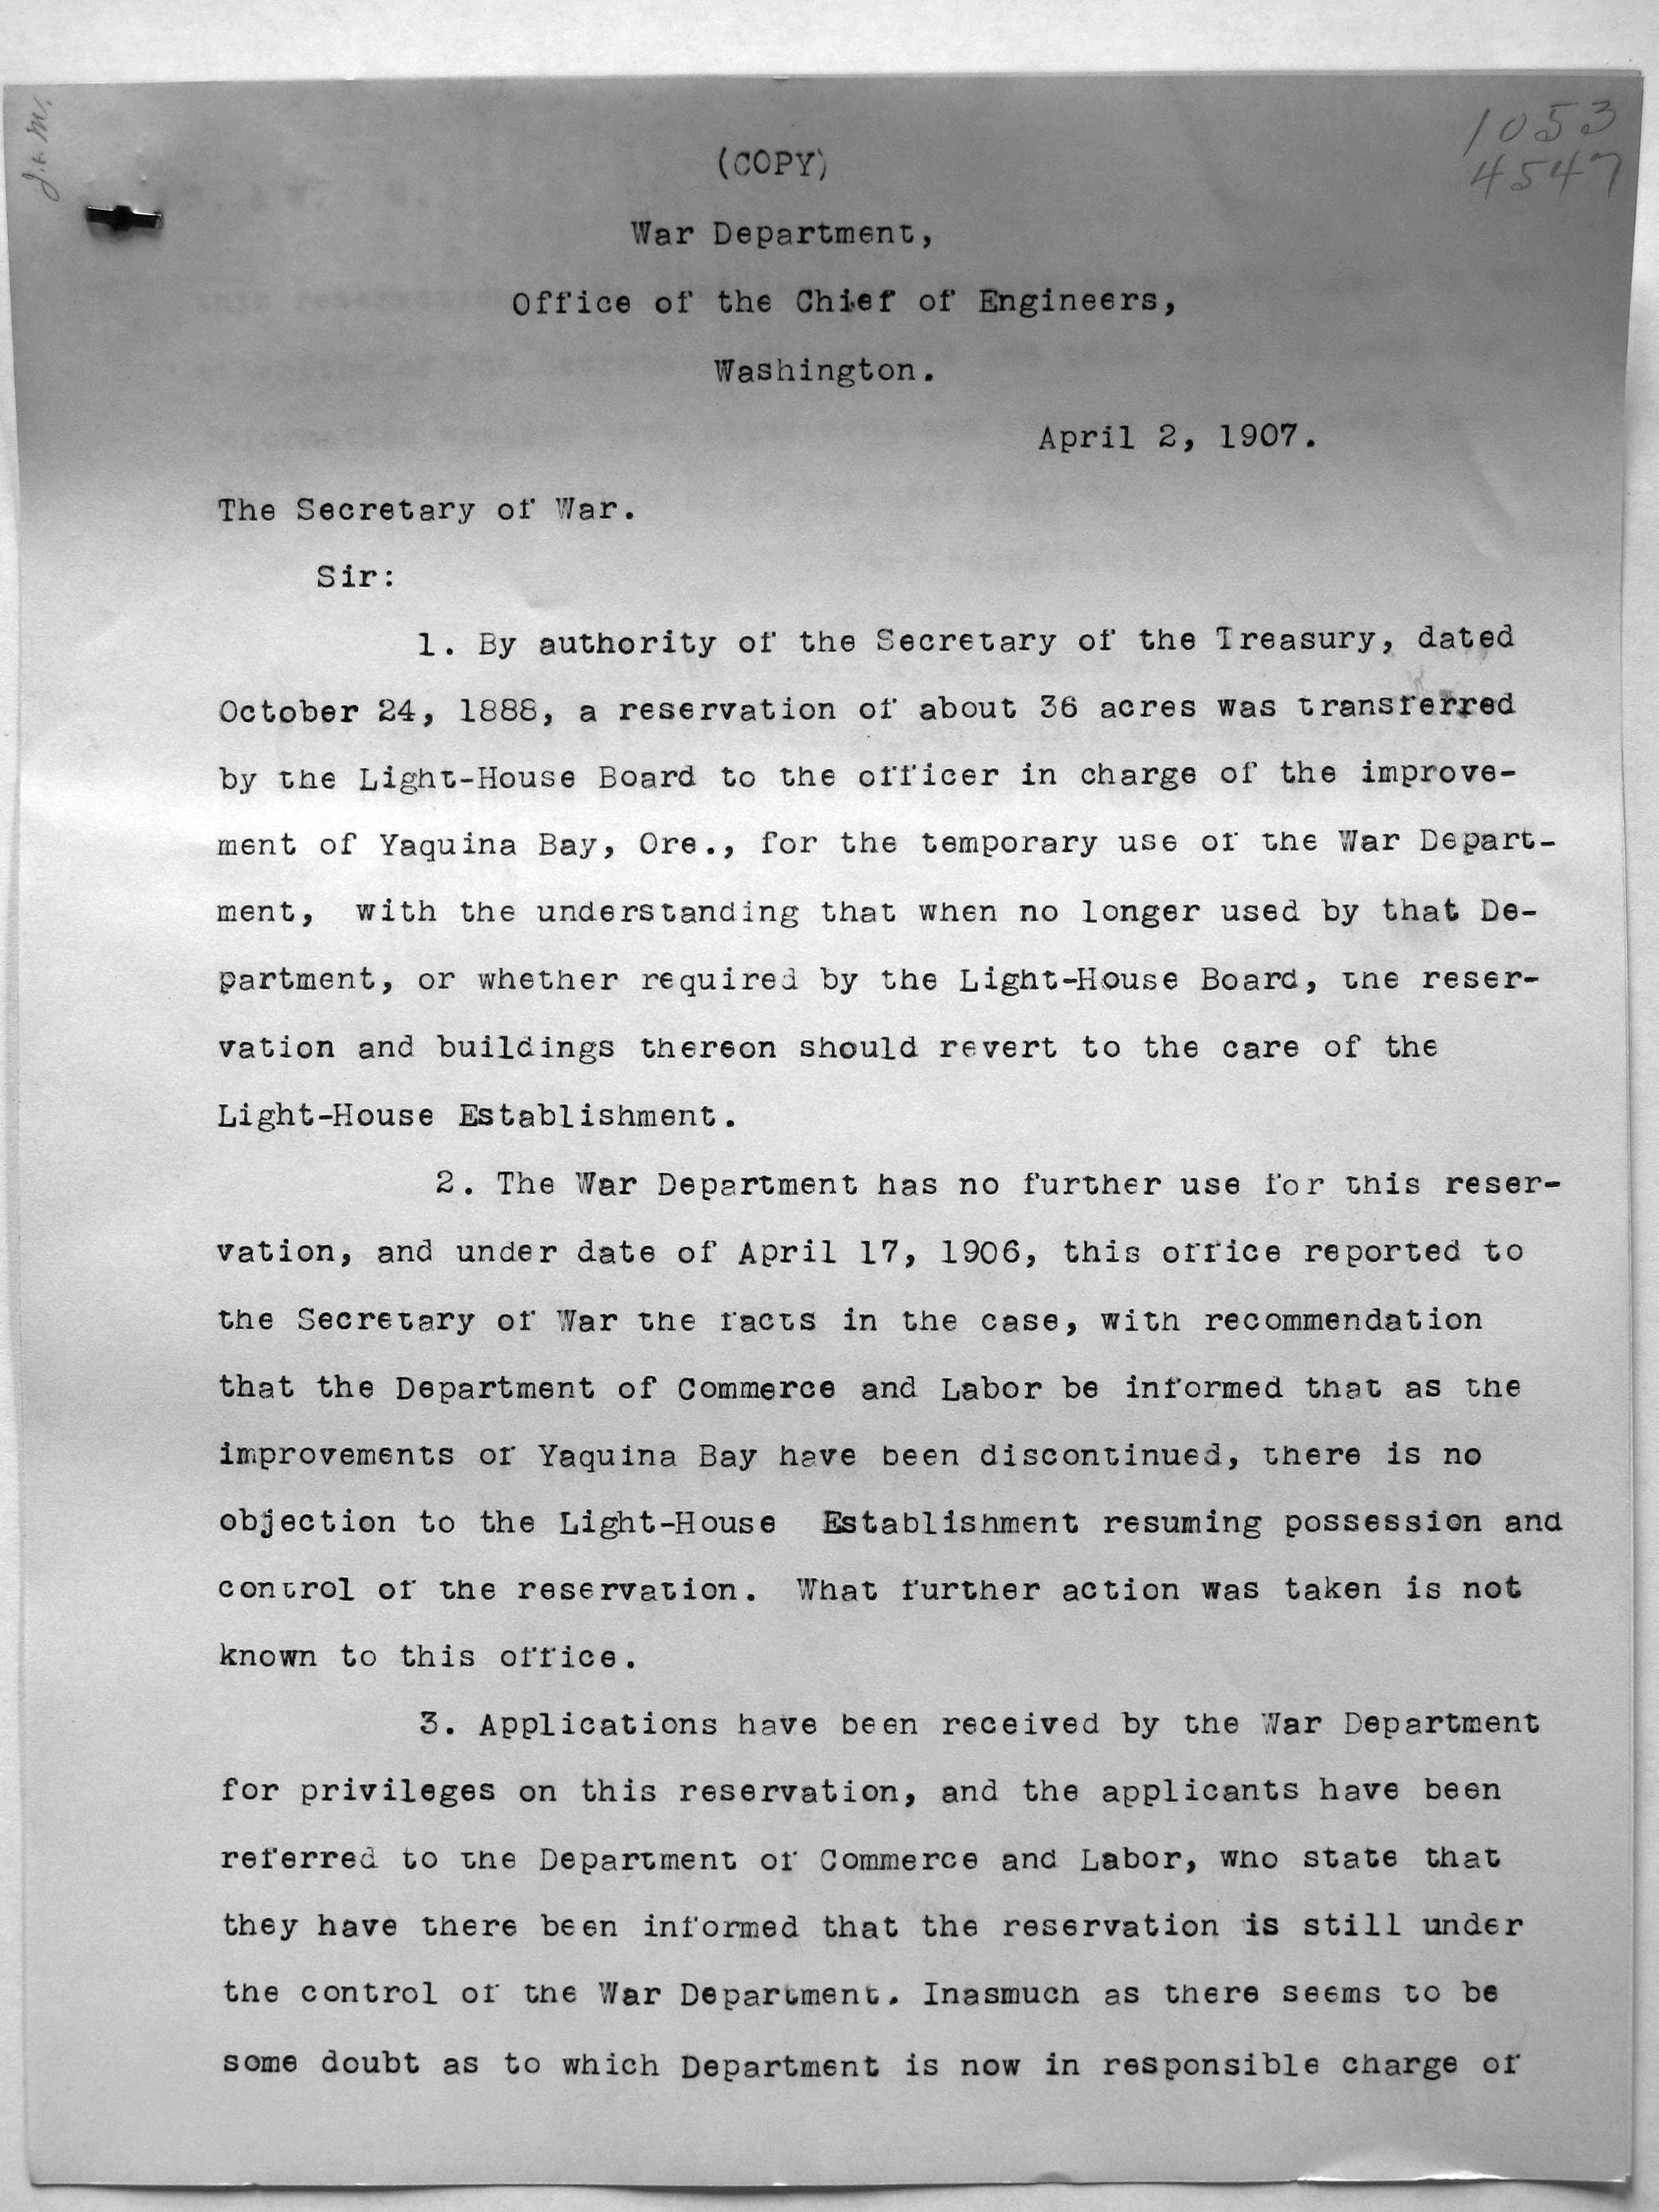 J.F.M.
1053
4547
(COPY)
War Department,
Office of the Chief of Engineers,
Washington.
April 2, 1907.
The Secretary of War.
Sir:
1. By authority of the Secretary of the Treasury, dated
October 24, 1888, a reservation of about 36 acres was transferred
by the Light-House Board to the officer in charge of the improve-
ment of Yaquina Bay, Ore., for the temporary use of the War Depart-
ment, with the understanding that when no longer used by that De-
partment, or whether required by the Light-House Board, the reser-
vation and buildings thereon should revert to the care of the
Light-House Establishment.
2. The War Department has no further use for this reser-
vation, and under date of April 17, 1906, this office reported to
the Secretary of War the facts in the case, with recommendation
that the Department of Commerce and Labor be informed that as the
improvements of Yaquina Bay have been discontinued, there is no
objection to the Light-House Establishment resuming possession and
control of the reservation. What further action was taken is not
known to this office.
3. Applications have been received by the War Department
for privileges on this reservation, and the applicants have been
referred to the Department of Commerce and Labor, who state that
they have there been informed that the reservation is still under
the control of the War Department. Inasmuch as there seems to be
some doubt as to which Department is now in responsible charge of